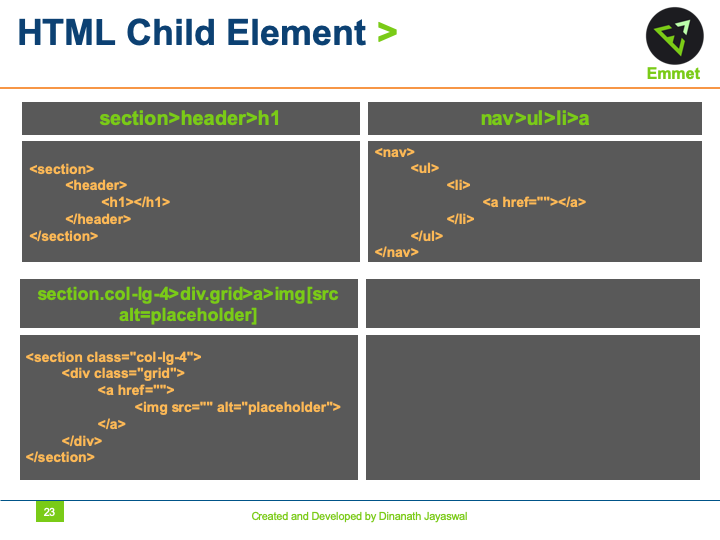 HTML Child Element >
Emmet
section>header>h1
<section>
<header>
<h1></h1>
</header>
</section>
nav>ul>li>a
<nav>
<ul>
<li>
<a href=""></a>
</li>
</ul>
</nav>
section.col-lg-4>div.grid>a>img[src
alt=placeholder]
<section class="col-lg-4">
<div class="grid">
<a href="">
<img src="" alt="placeholder">
</a>
</div>
</section>
23
Created and Developed by Dinanath Jayaswal